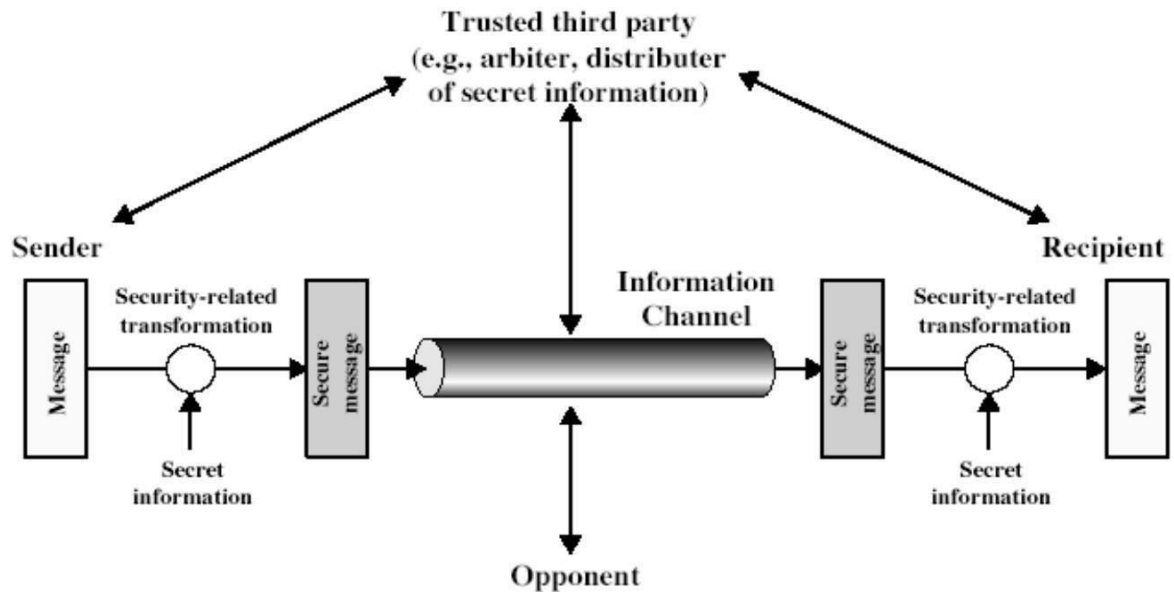 Trusted third party
(e.g., arbiter, distributer
of secret information)
Sender
Recipient
Information
Channel
Message
Security-related
transformation
Secret
information
Secure
message
Secure
message
Security-related
transformation
Secret
information
Message
Opponent